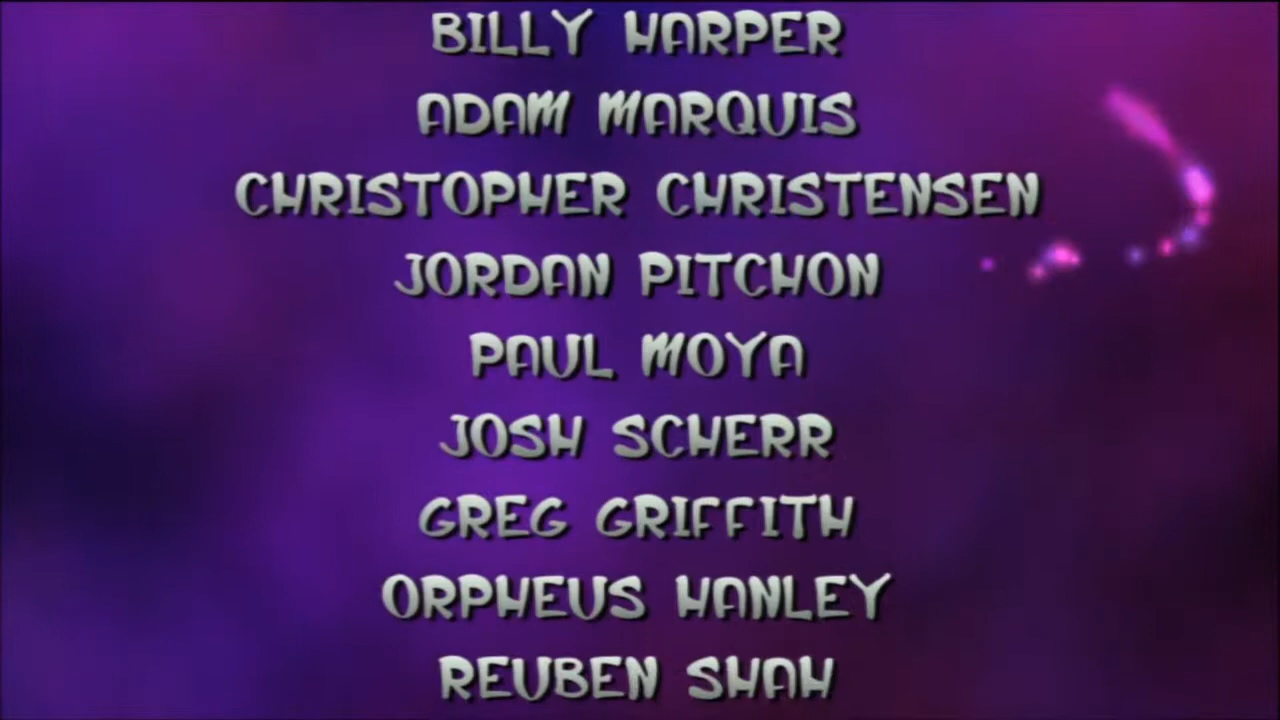 BILLY HARPER
ADAM MARQUIS
CHRISTOPHER CHRISTENSEN
JORDAN PITCHON
PAUL MOYA
JOSH SCHERR
GREG GRIFFITH
ORPHEUS HANLEY
REUBEN SHAH